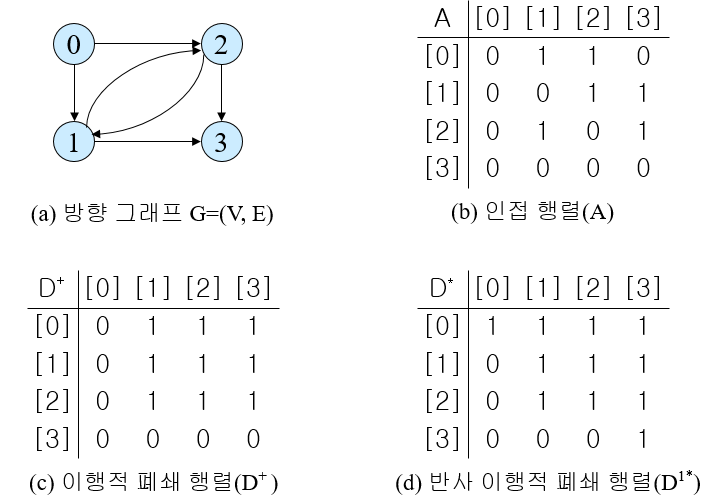 0 2
1 3
(a) 방향 그래프 G=(V, E)
A [0] [1] [2] [3]
[0] 0 1 1 0
[1] 0 0 1 1
[2] 0 1 0 1
[3] 0 0 0 0
(b) 인접 행렬(A)
D⁺ [0] [1] [2] [3]
[0] 0 1 1 1
[1] 0 1 1 1
[2] 0 1 1 1
[3] 0 0 0 0
(c) 이행적 폐쇄 행렬(D⁺)
D* [0] [1] [2] [3]
[0] 1 1 1 1
[1] 0 1 1 1
[2] 0 1 1 1
[3] 0 0 0 1
(d) 반사 이행적 폐쇄 행렬(D¹*)